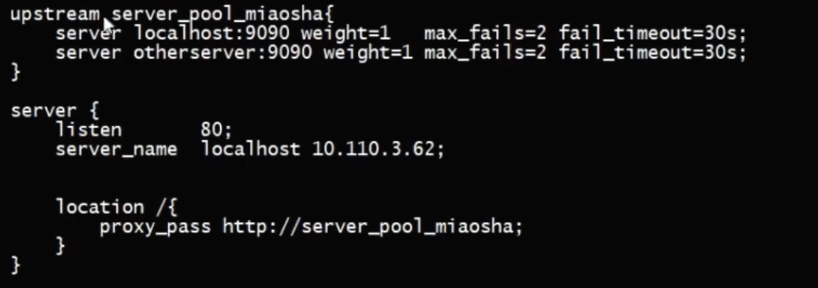 upstream server_pool_miaosha{
    server localhost:9090 weight=1   max_fails=2 fail_timeout=30s;
    server otherserver:9090 weight=1 max_fails=2 fail_timeout=30s;
}
server {
    listen       80;
    server_name  localhost 10.110.3.62;
    location /{
        proxy_pass http://server_pool_miaosha;
    }
}